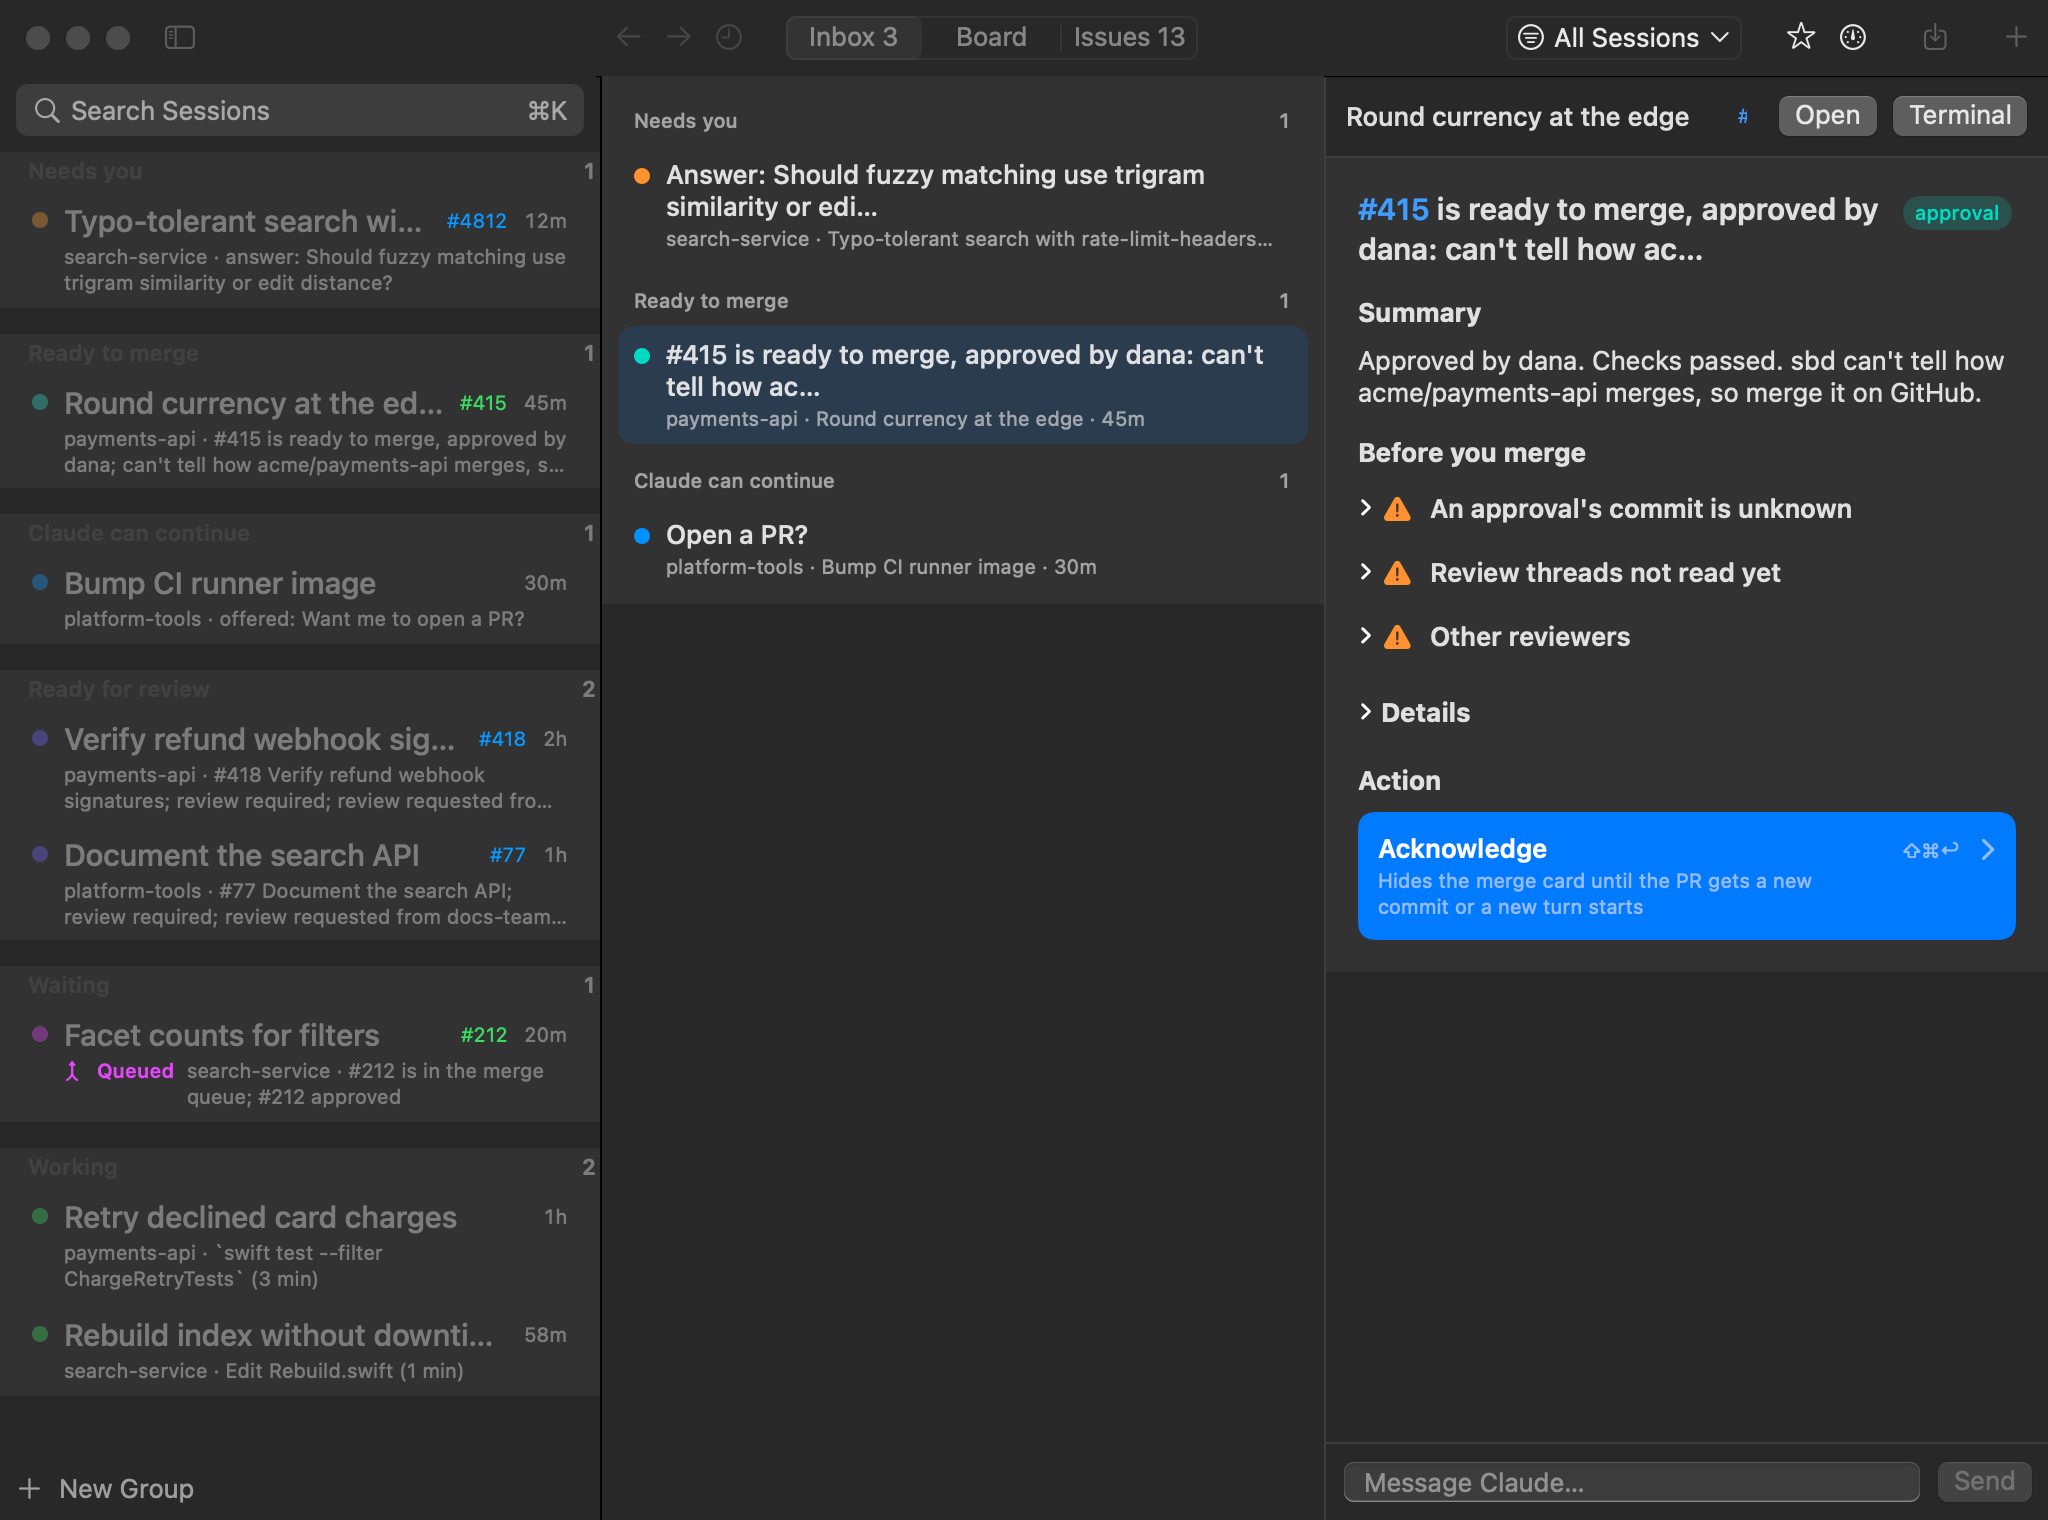 Inbox 3
Board
Issues 13
All Sessions
Search Sessions
⌘K
Needs you
1
Typo-tolerant search wi...
#4812
12m
search-service · answer: Should fuzzy matching use
trigram similarity or edit distance?
Ready to merge
1
Round currency at the ed...
#415
45m
payments-api · #415 is ready to merge, approved by
dana; can't tell how acme/payments-api merges, s...
Claude can continue
1
Bump CI runner image
30m
platform-tools · offered: Want me to open a PR?
Ready for review
2
Verify refund webhook sig...
#418
2h
payments-api · #418 Verify refund webhook
signatures; review required; review requested fro...
Document the search API
#77
1h
platform-tools · #77 Document the search API;
review required; review requested from docs-team...
Waiting
1
Facet counts for filters
#212
20m
Queued
search-service · #212 is in the merge
queue; #212 approved
Working
2
Retry declined card charges
1h
payments-api · `swift test --filter
ChargeRetryTests` (3 min)
Rebuild index without downti...
58m
search-service · Edit Rebuild.swift (1 min)
New Group
Needs you
1
Answer: Should fuzzy matching use trigram
similarity or edi...
search-service · Typo-tolerant search with rate-limit-headers...
Ready to merge
1
#415 is ready to merge, approved by dana: can't
tell how ac...
payments-api · Round currency at the edge · 45m
Claude can continue
1
Open a PR?
platform-tools · Bump CI runner image · 30m
Round currency at the edge
#
Open
Terminal
#415 is ready to merge, approved by
dana: can't tell how ac...
approval
Summary
Approved by dana. Checks passed. sbd can't tell how
acme/payments-api merges, so merge it on GitHub.
Before you merge
An approval's commit is unknown
Review threads not read yet
Other reviewers
Details
Action
Acknowledge
⇧⌘↩
Hides the merge card until the PR gets a new
commit or a new turn starts
Message Claude...
Send